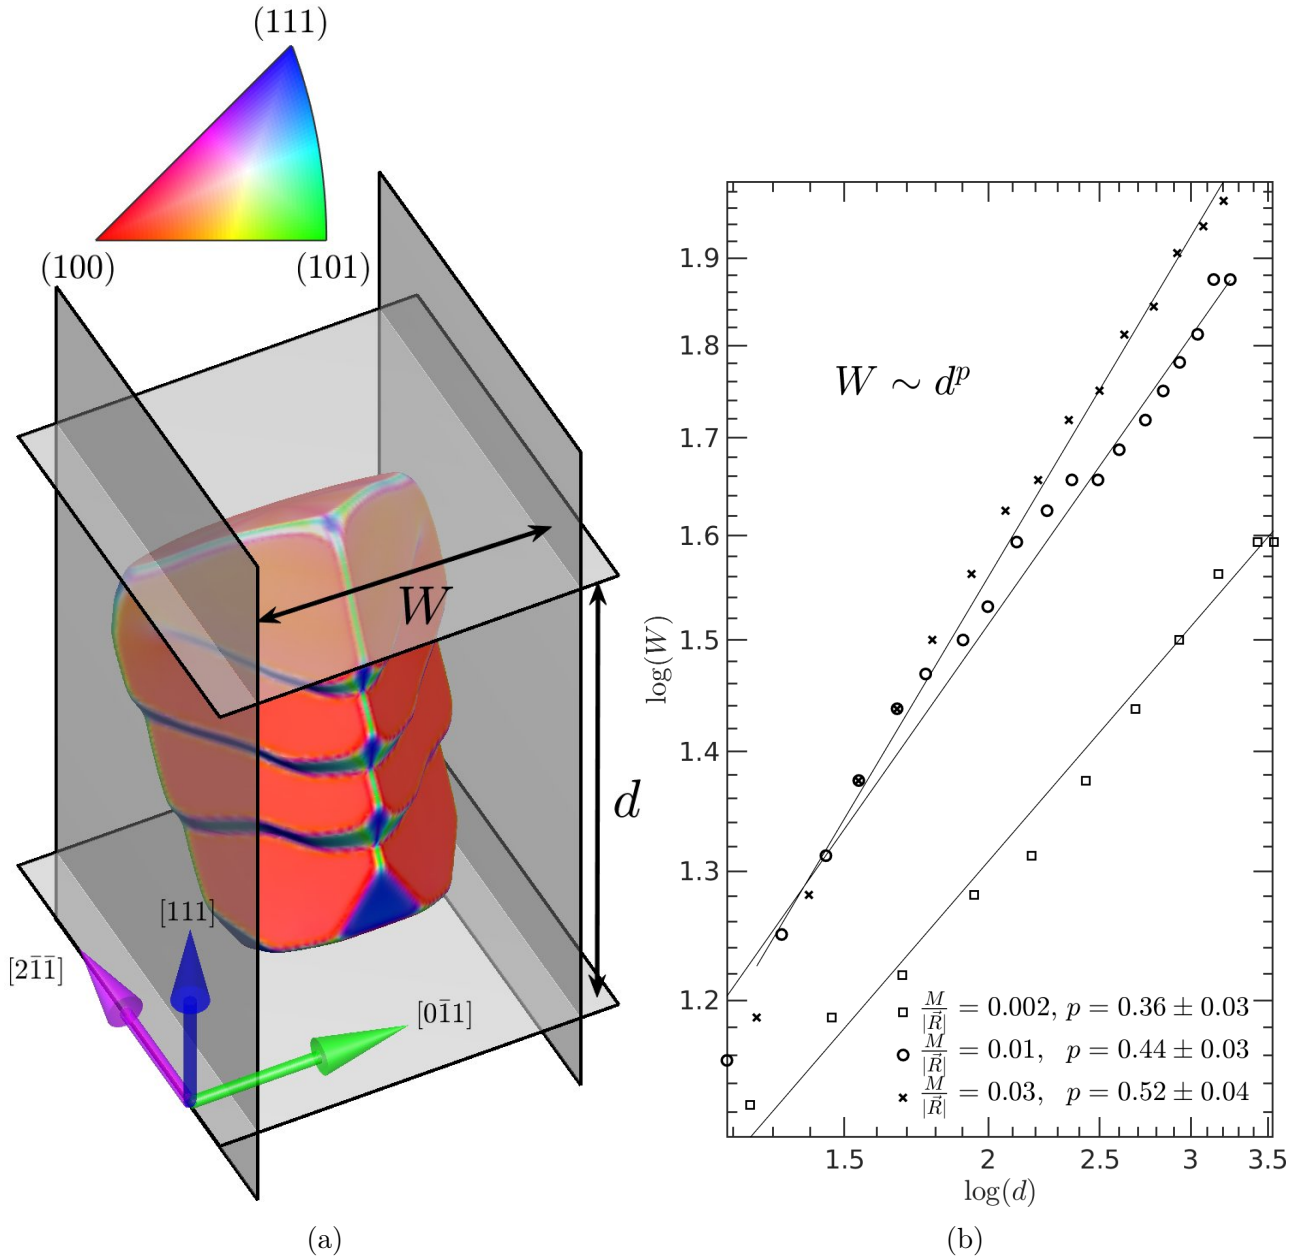 (111)
(100)
(101)
W
d
[111]
[21̅1̅]
[01̅1]
(a)
1.9
1.8
1.7
1.6
1.5
1.4
1.3
1.2
log(W)
W ∼ d^p
M/|R⃗| = 0.002, p = 0.36 ± 0.03
M/|R⃗| = 0.01, p = 0.44 ± 0.03
M/|R⃗| = 0.03, p = 0.52 ± 0.04
1.5 2 2.5 3 3.5
log(d)
(b)